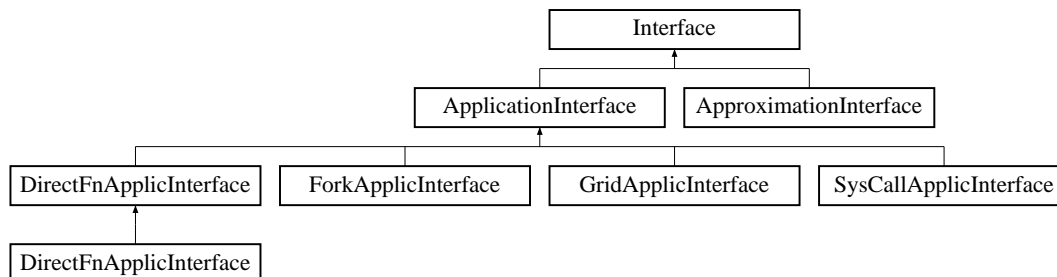 Interface
ApplicationInterface ApproximationInterface
DirectFnApplicInterface ForkApplicInterface GridApplicInterface SysCallApplicInterface
DirectFnApplicInterface